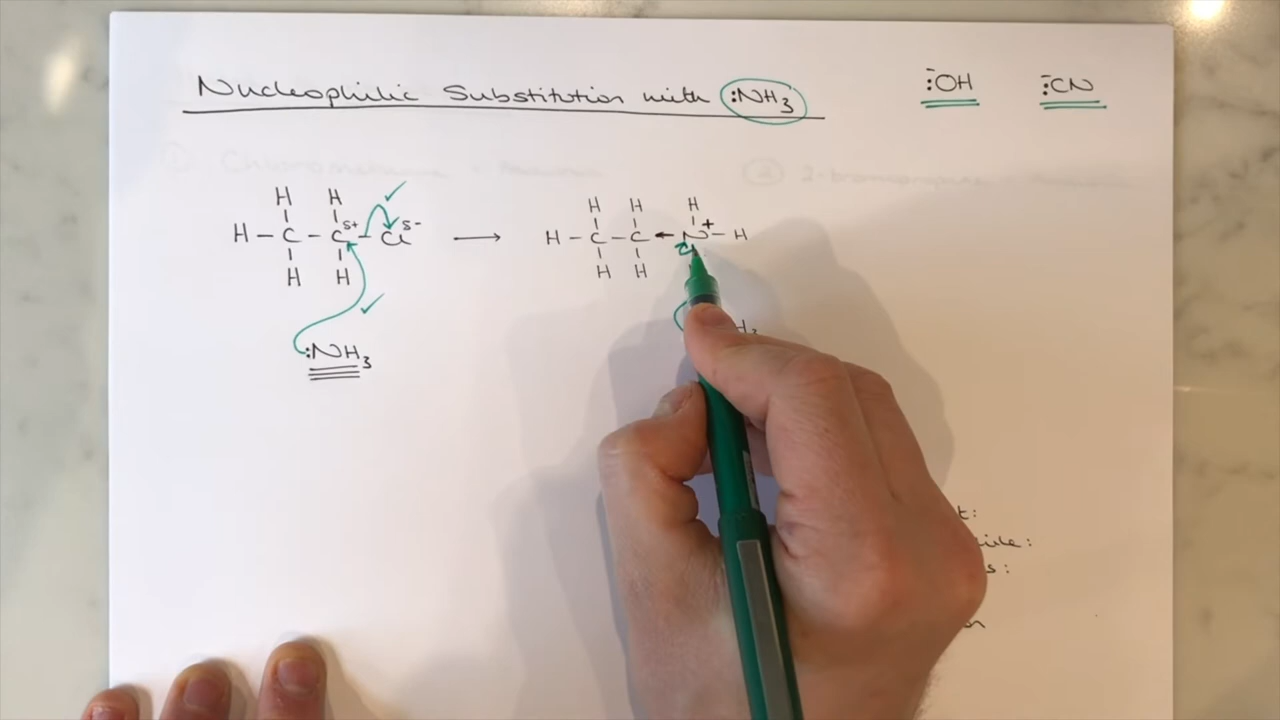 Nucleophilic Substitution with :NH3
:OH⁻ :CN⁻
H H H H H
H – C – C δ+ – Cl δ- → H – C – C ← N + – H
H H H H
:NH3